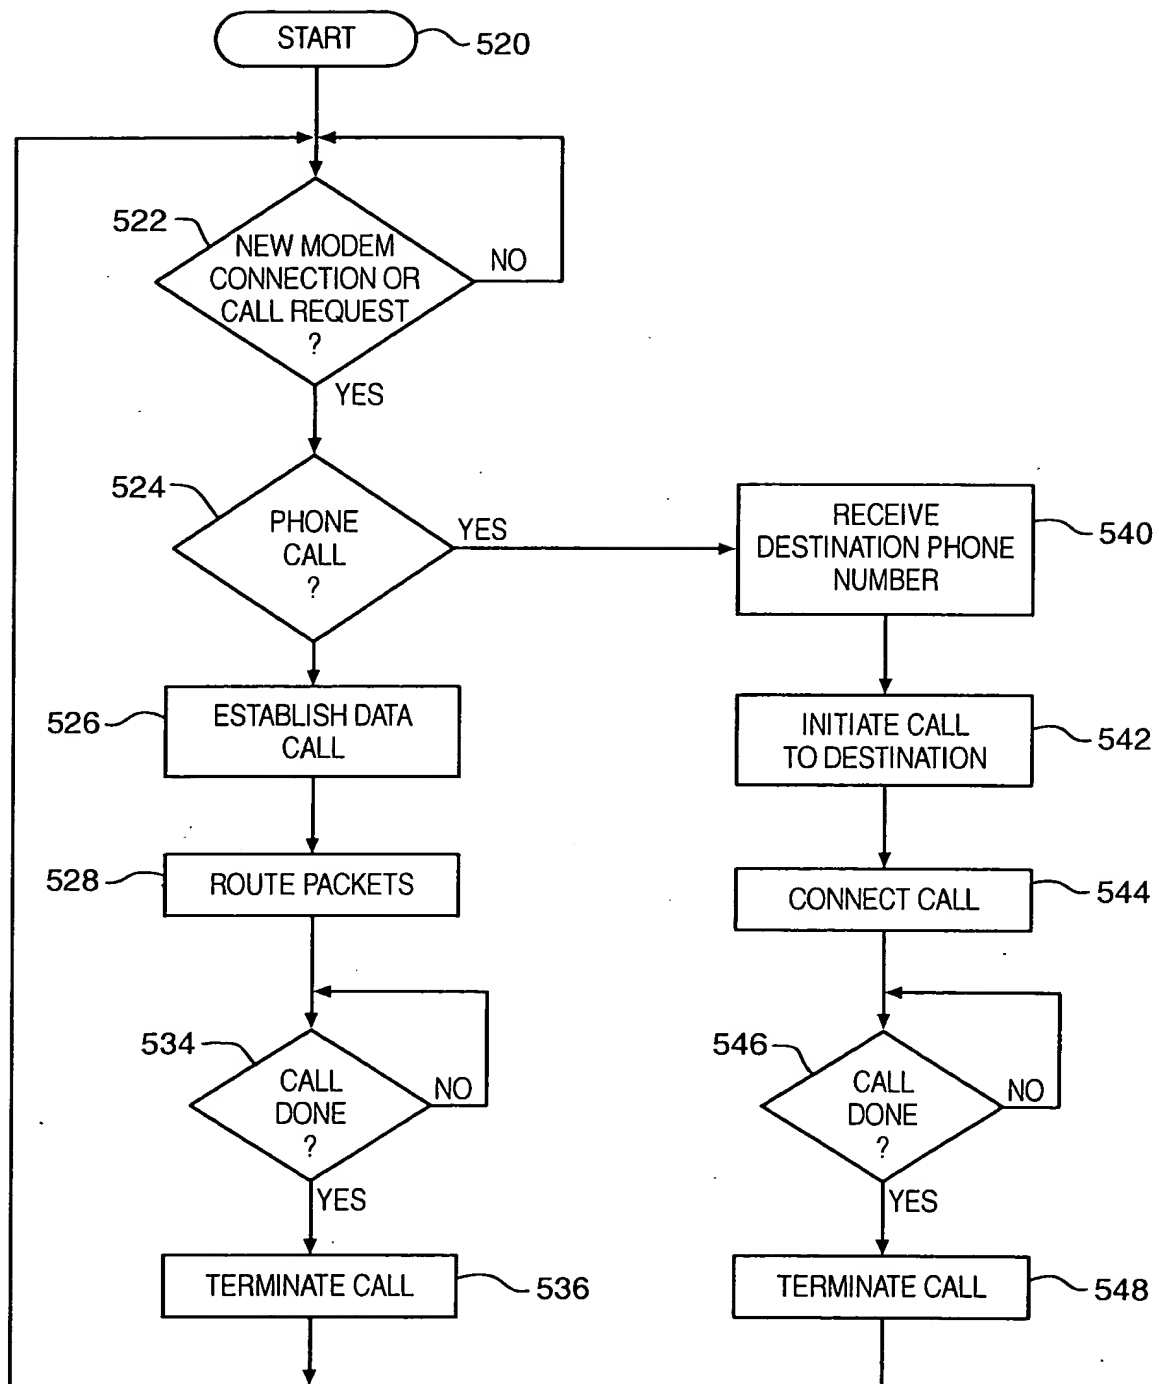 START
520
522
NEW MODEM
CONNECTION OR
CALL REQUEST
?
NO
YES
524
PHONE
CALL
?
YES
RECEIVE
DESTINATION PHONE
NUMBER
540
526
ESTABLISH DATA
CALL
INITIATE CALL
TO DESTINATION
542
528
ROUTE PACKETS
CONNECT CALL
544
534
CALL
DONE
?
NO
YES
546
CALL
DONE
?
NO
YES
TERMINATE CALL
536
TERMINATE CALL
548